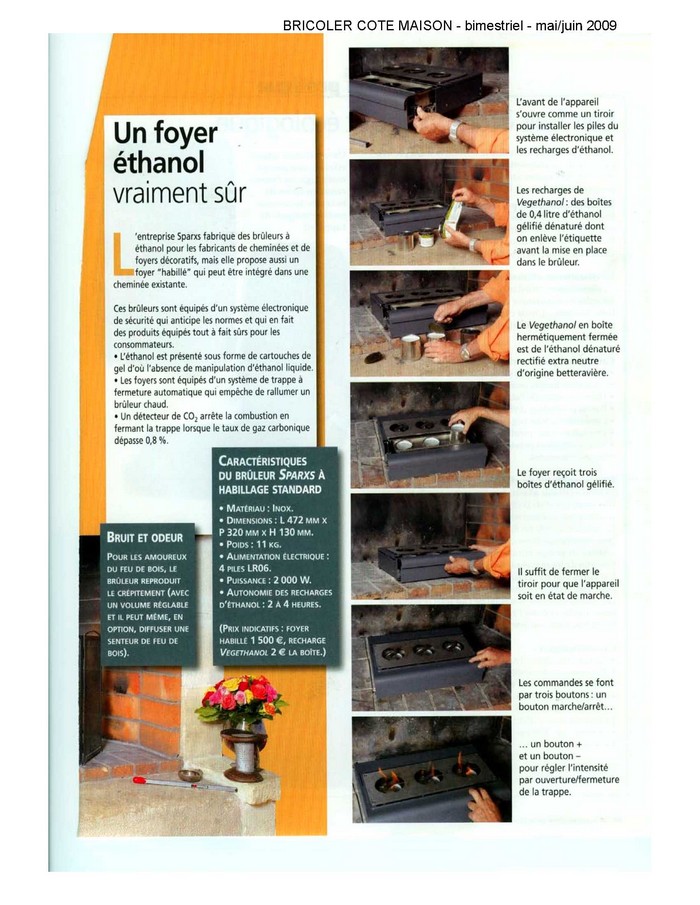 BRICOLER COTE MAISON - bimestriel - mai/juin 2009
Un foyer
éthanol
vraiment sûr
L'entreprise Sparxs fabrique des brûleurs à
éthanol pour les fabricants de cheminées et de
foyers décoratifs, mais elle propose aussi un
foyer "habillé" qui peut être intégré dans une
cheminée existante.
Ces brûleurs sont équipés d'un système électronique
de sécurité qui anticipe les normes et qui en fait
des produits équipés tout à fait sûrs pour les
consommateurs.
• L'éthanol est présenté sous forme de cartouches de
gel d'où l'absence de manipulation d'éthanol liquide.
• Les foyers sont équipés d'un système de trappe à
fermeture automatique qui empêche de rallumer un
brûleur chaud.
• Un détecteur de CO₂ arrête la combustion en
fermant la trappe lorsque le taux de gaz carbonique
dépasse 0,8 %.
CARACTÉRISTIQUES
DU BRÛLEUR SPARXS À
HABILLAGE STANDARD
• MATÉRIAU : INOX.
• DIMENSIONS : L 472 MM X
P 320 MM X H 130 MM.
• POIDS : 11 KG.
• ALIMENTATION ÉLECTRIQUE :
4 PILES LR06.
• PUISSANCE : 2 000 W.
• AUTONOMIE DES RECHARGES
D'ÉTHANOL : 2 À 4 HEURES.
(PRIX INDICATIFS : FOYER
HABILLÉ 1 500 €, RECHARGE
VEGETHANOL 2 € LA BOÎTE.)
BRUIT ET ODEUR
POUR LES AMOUREUX
DU FEU DE BOIS, LE
BRÛLEUR REPRODUIT
LE CRÉPITEMENT (AVEC
UN VOLUME RÉGLABLE
ET IL PEUT MÊME, EN
OPTION, DIFFUSER UNE
SENTEUR DE FEU DE
BOIS).
L'avant de l'appareil
s'ouvre comme un tiroir
pour installer les piles du
système électronique et
les recharges d'éthanol.
Les recharges de
Vegethanol : des boîtes
de 0,4 litre d'éthanol
gélifié dénaturé dont
on enlève l'étiquette
avant la mise en place
dans le brûleur.
Le Vegethanol en boîte
hermétiquement fermée
est de l'éthanol dénaturé
rectifié extra neutre
d'origine betteravière.
Le foyer reçoit trois
boîtes d'éthanol gélifié.
Il suffit de fermer le
tiroir pour que l'appareil
soit en état de marche.
Les commandes se font
par trois boutons : un
bouton marche/arrêt...
... un bouton +
et un bouton –
pour régler l'intensité
par ouverture/fermeture
de la trappe.